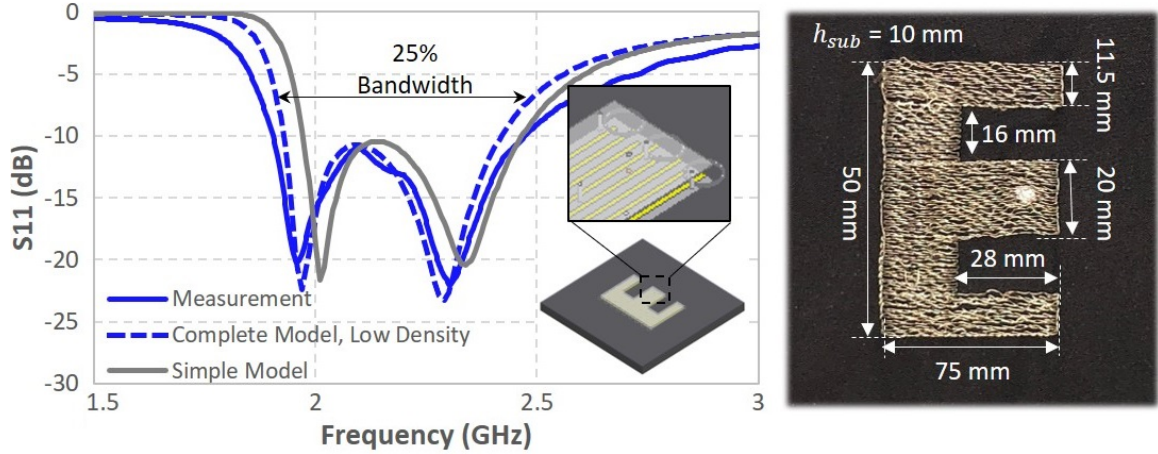 0
-5
-10
-15
-20
-25
-30
S11 (dB)
25%
Bandwidth
Measurement
Complete Model, Low Density
Simple Model
1.5
2
2.5
3
Frequency (GHz)
h_sub = 10 mm
11.5 mm
16 mm
50 mm
20 mm
28 mm
75 mm